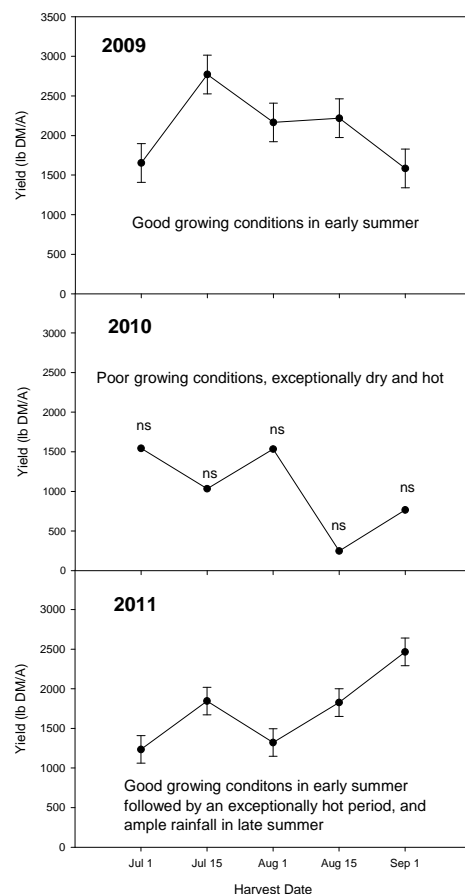 3500
3000
2500
2000
1500
1000
500
0
Yield (lb DM/A)
2009
Good growing conditions in early summer
3000
2500
2000
1500
1000
500
0
Yield (lb DM/A)
2010
Poor growing conditions, exceptionally dry and hot
ns
ns
ns
ns
ns
3000
2500
2000
1500
1000
500
0
Yield (lb DM/A)
2011
Good growing conditons in early summer
followed by an exceptionally hot period, and
ample rainfall in late summer
Jul 1 Jul 15 Aug 1 Aug 15 Sep 1
Harvest Date